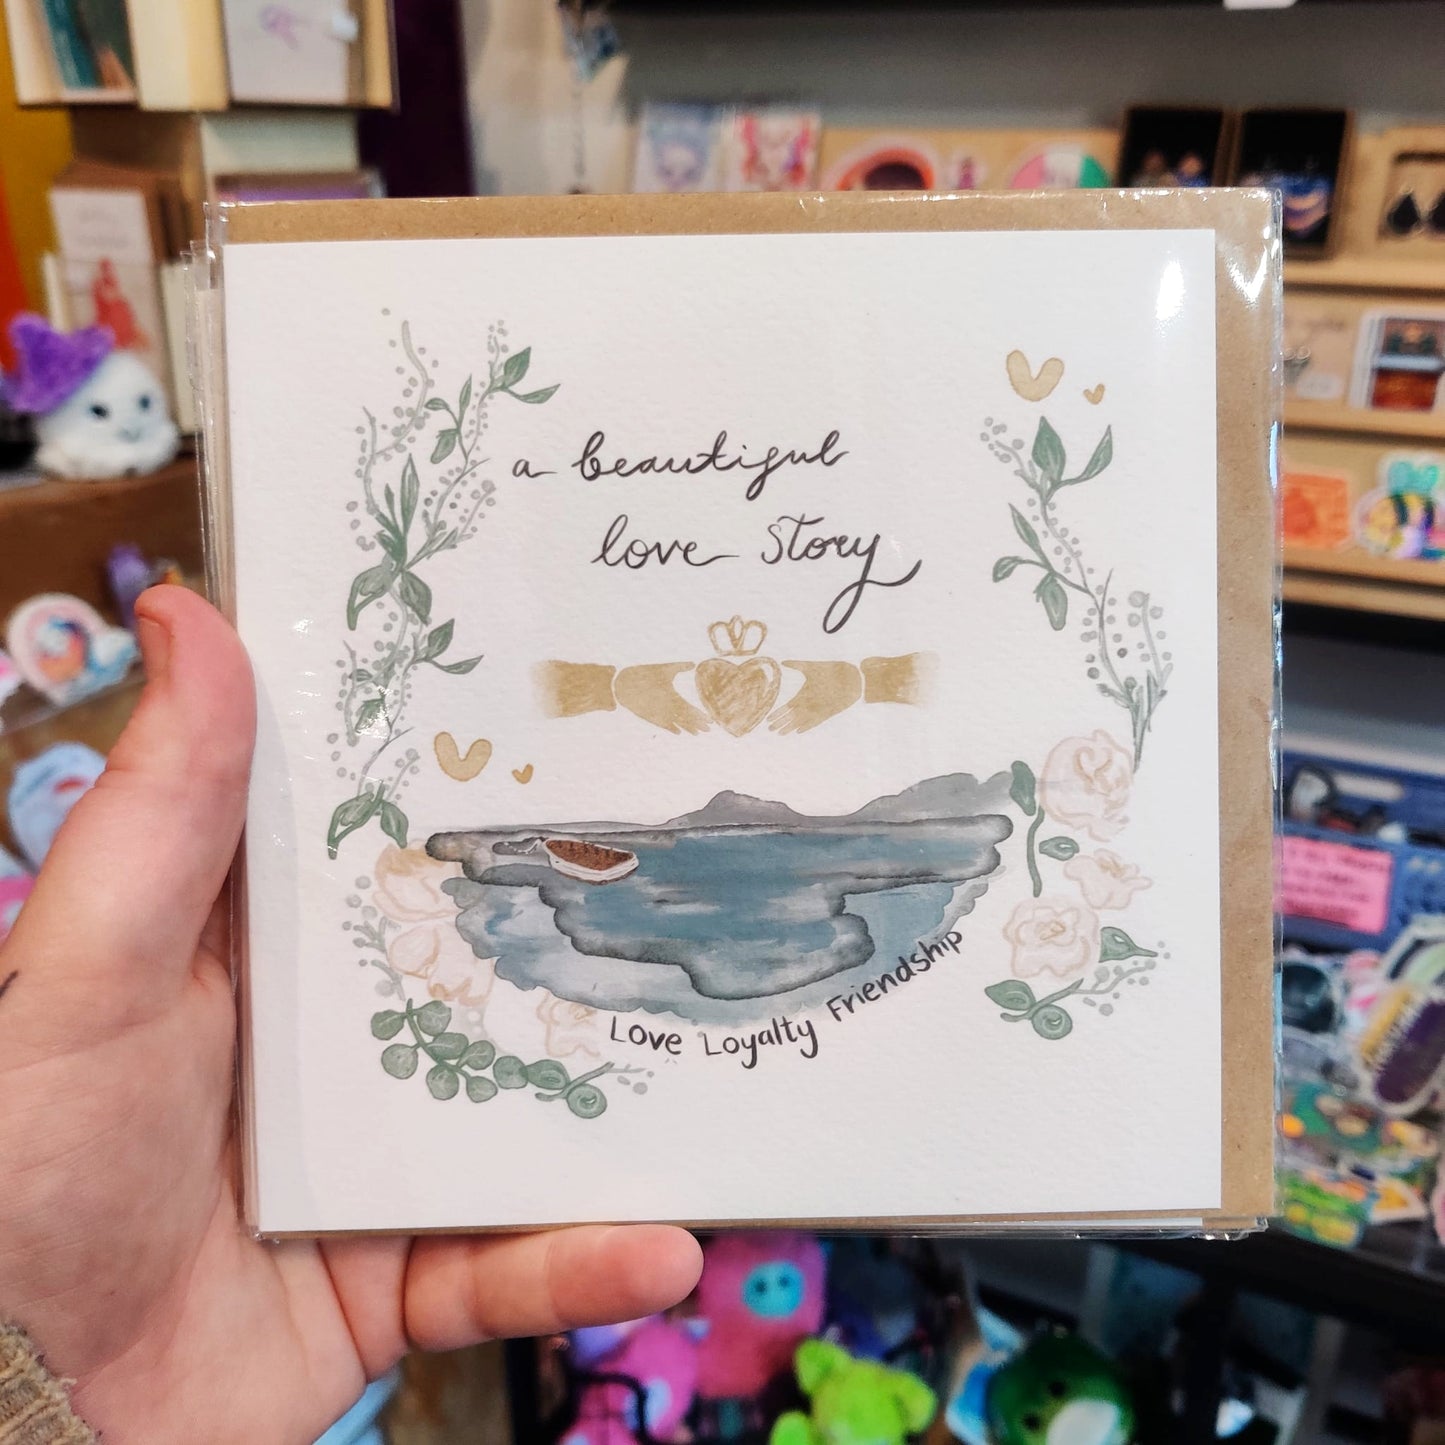 a beautiful
love story
Love Loyalty Friendship